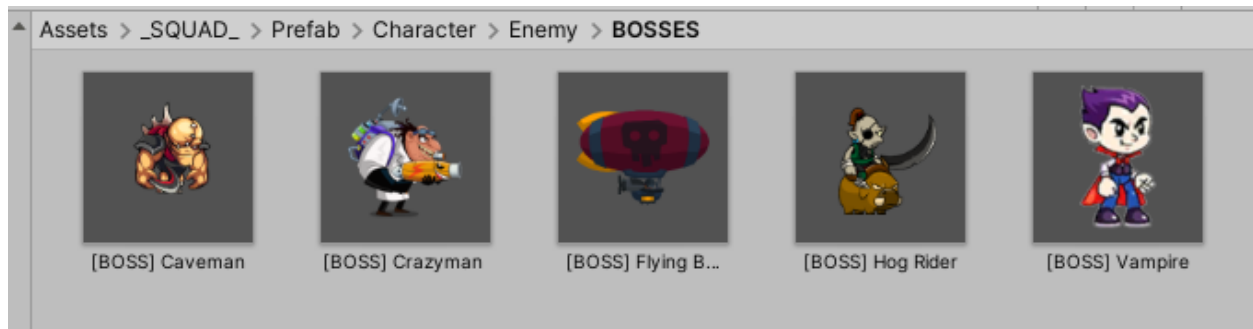 Assets > _SQUAD_ > Prefab > Character > Enemy > BOSSES
[BOSS] Caveman
[BOSS] Crazyman
[BOSS] Flying B...
[BOSS] Hog Rider
[BOSS] Vampire